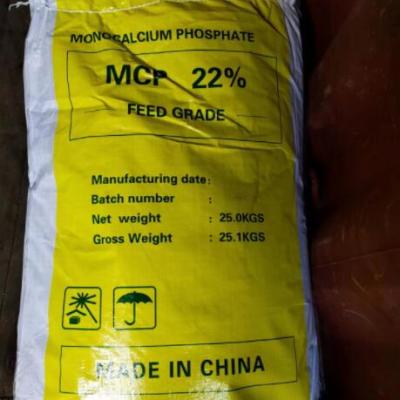 MONOCALCIUM PHOSPHATE
MCP 22%
FEED GRADE
Manufacturing date:
Batch number :
Net weight : 25.0KGS
Gross Weight : 25.1KGS
MADE IN CHINA